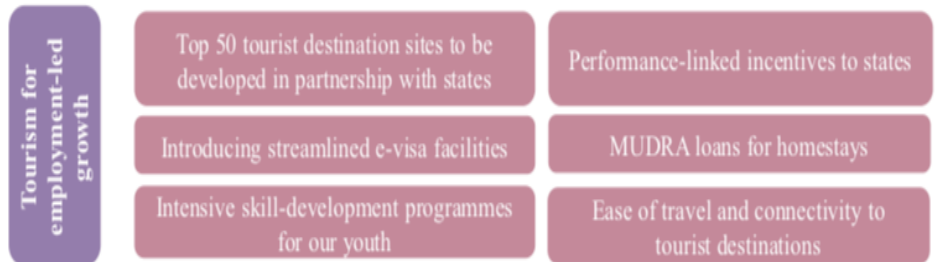 Tourism for
employment-led
growth
Top 50 tourist destination sites to be
developed in partnership with states
Performance-linked incentives to states
Introducing streamlined e-visa facilities
MUDRA loans for homestays
Intensive skill-development programmes
for our youth
Ease of travel and connectivity to
tourist destinations